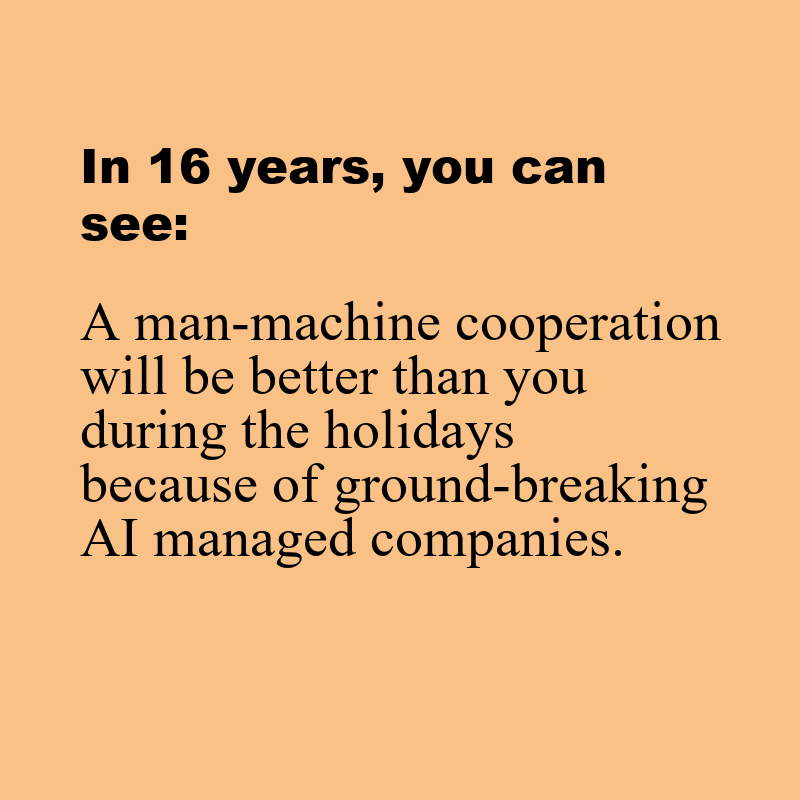 In 16 years, you can
see:
A man-machine cooperation
will be better than you
during the holidays
because of ground-breaking
AI managed companies.